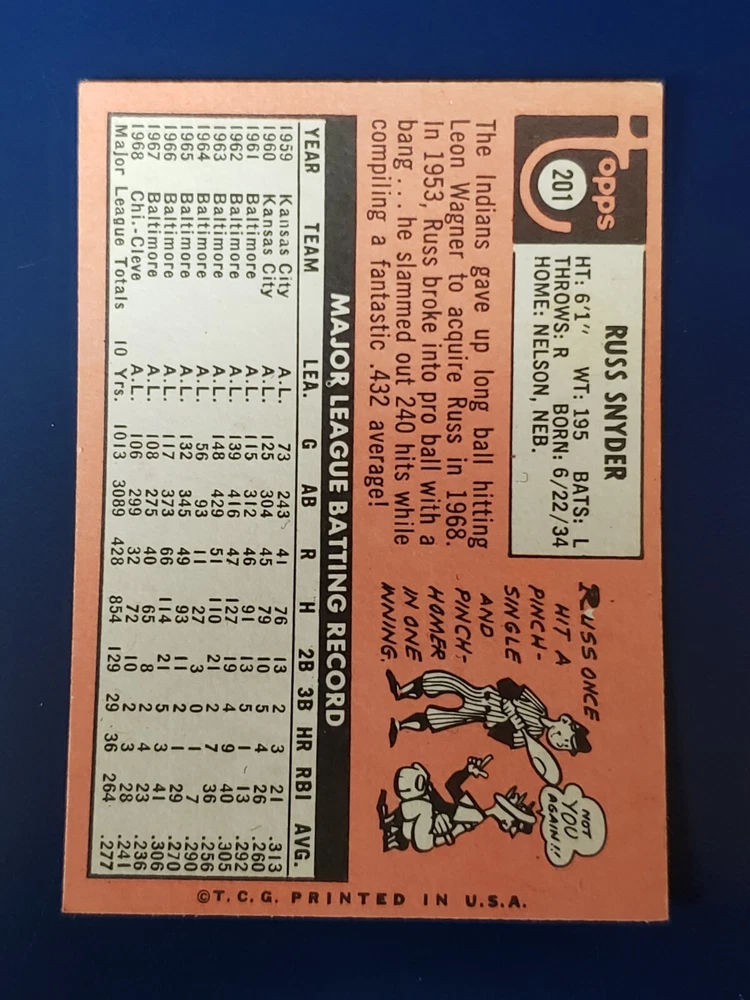 Topps
201
RUSS SNYDER
HT: 6'1" WT: 195 BATS: L
THROWS: R BORN: 6/22/34
HOME: NELSON, NEB.
The Indians gave up long ball hitting
Leon Wagner to acquire Russ in 1968.
In 1953, Russ broke into pro ball with a
bang ... he slammed out 240 hits while
compiling a fantastic .432 average!
RUSS ONCE
HIT A
PINCH-
SINGLE
AND
PINCH-
HOMER
IN ONE
INNING.
NOT
YOU
AGAIN!!
MAJOR LEAGUE BATTING RECORD
YEAR TEAM LEA. G AB R H 2B 3B HR RBI AVG.
1959 Kansas City A.L. 73 243 41 76 13 2 3 21 .313
1960 Kansas City A.L. 125 304 45 79 10 5 4 26 .260
1961 Baltimore A.L. 115 312 46 91 13 5 1 13 .292
1962 Baltimore A.L. 139 416 47 127 19 4 9 40 .305
1963 Baltimore A.L. 148 429 51 110 21 2 7 36 .256
1964 Baltimore A.L. 56 93 11 27 3 0 1 7 .290
1965 Baltimore A.L. 132 345 49 93 11 2 1 29 .270
1966 Baltimore A.L. 117 373 66 114 21 5 3 41 .306
1967 Baltimore A.L. 108 275 40 65 8 2 4 23 .236
1968 Chi.-Cleve A.L. 106 299 32 72 10 2 3 28 .241
Major League Totals 10 Yrs. 1013 3089 428 854 129 29 36 264 .277
©T.C.G. PRINTED IN U.S.A.